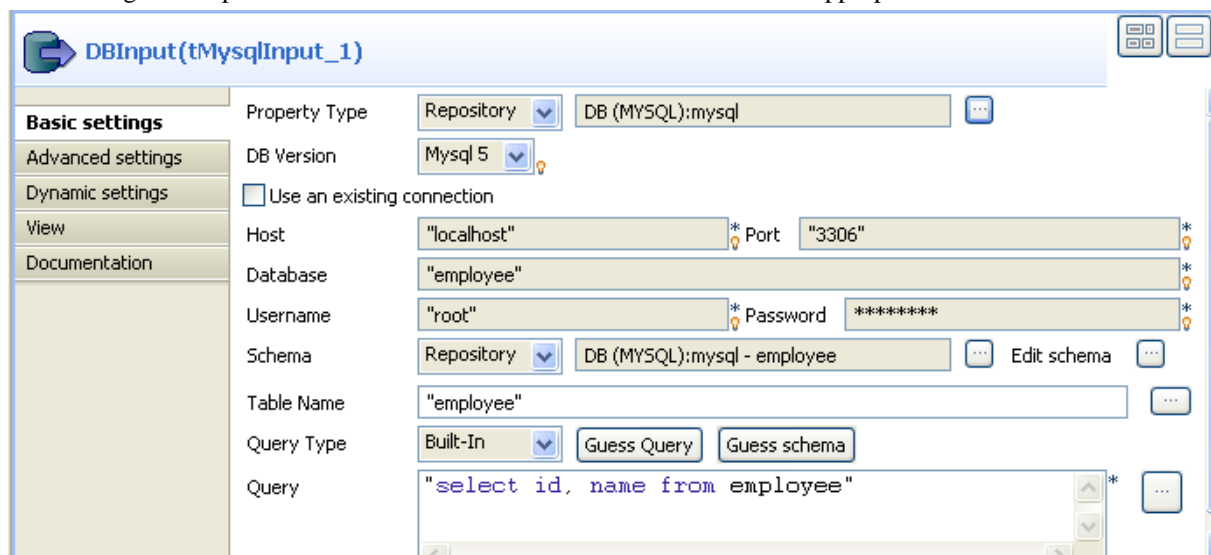 DBInput(tMysqlInput_1)
Basic settings
Advanced settings
Dynamic settings
View
Documentation
Property Type Repository DB (MYSQL):mysql ...
DB Version Mysql 5
Use an existing connection
Host "localhost" * Port "3306" *
Database "employee" *
Username "root" * Password ******** *
Schema Repository DB (MYSQL):mysql - employee ... Edit schema ...
Table Name "employee" ...
Query Type Built-In Guess Query Guess schema
Query "select id, name from employee" * ...